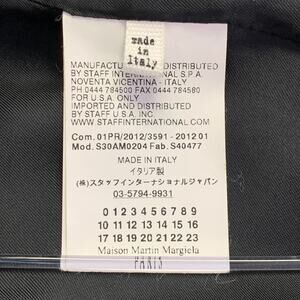 made in
Italy
MANUFACTURED DISTRIBUTED
BY STAFF INTERNATIONAL S.P.A.
NOVENTA VICENTINA - ITALY
PH 0444 784500 FAX 0444 784580
FOR U.S.A. ONLY
IMPORTED AND DISTRIBUTED
BY STAFF U.S.A. INC
WWW.STAFFINTERNATIONAL.COM
Com. 01PR/2012/3591 - 2012 01
Mod. S30AM0204 Fab. S40477
MADE IN ITALY
イタリア製
(株)スタッフインターナショナルジャパン
03-5794-9931
0 1 2 3 4 5 6 7 8 9
10 11 12 13 14 15 16
17 18 19 20 21 22 23
Maison Martin Margiela
PARIS